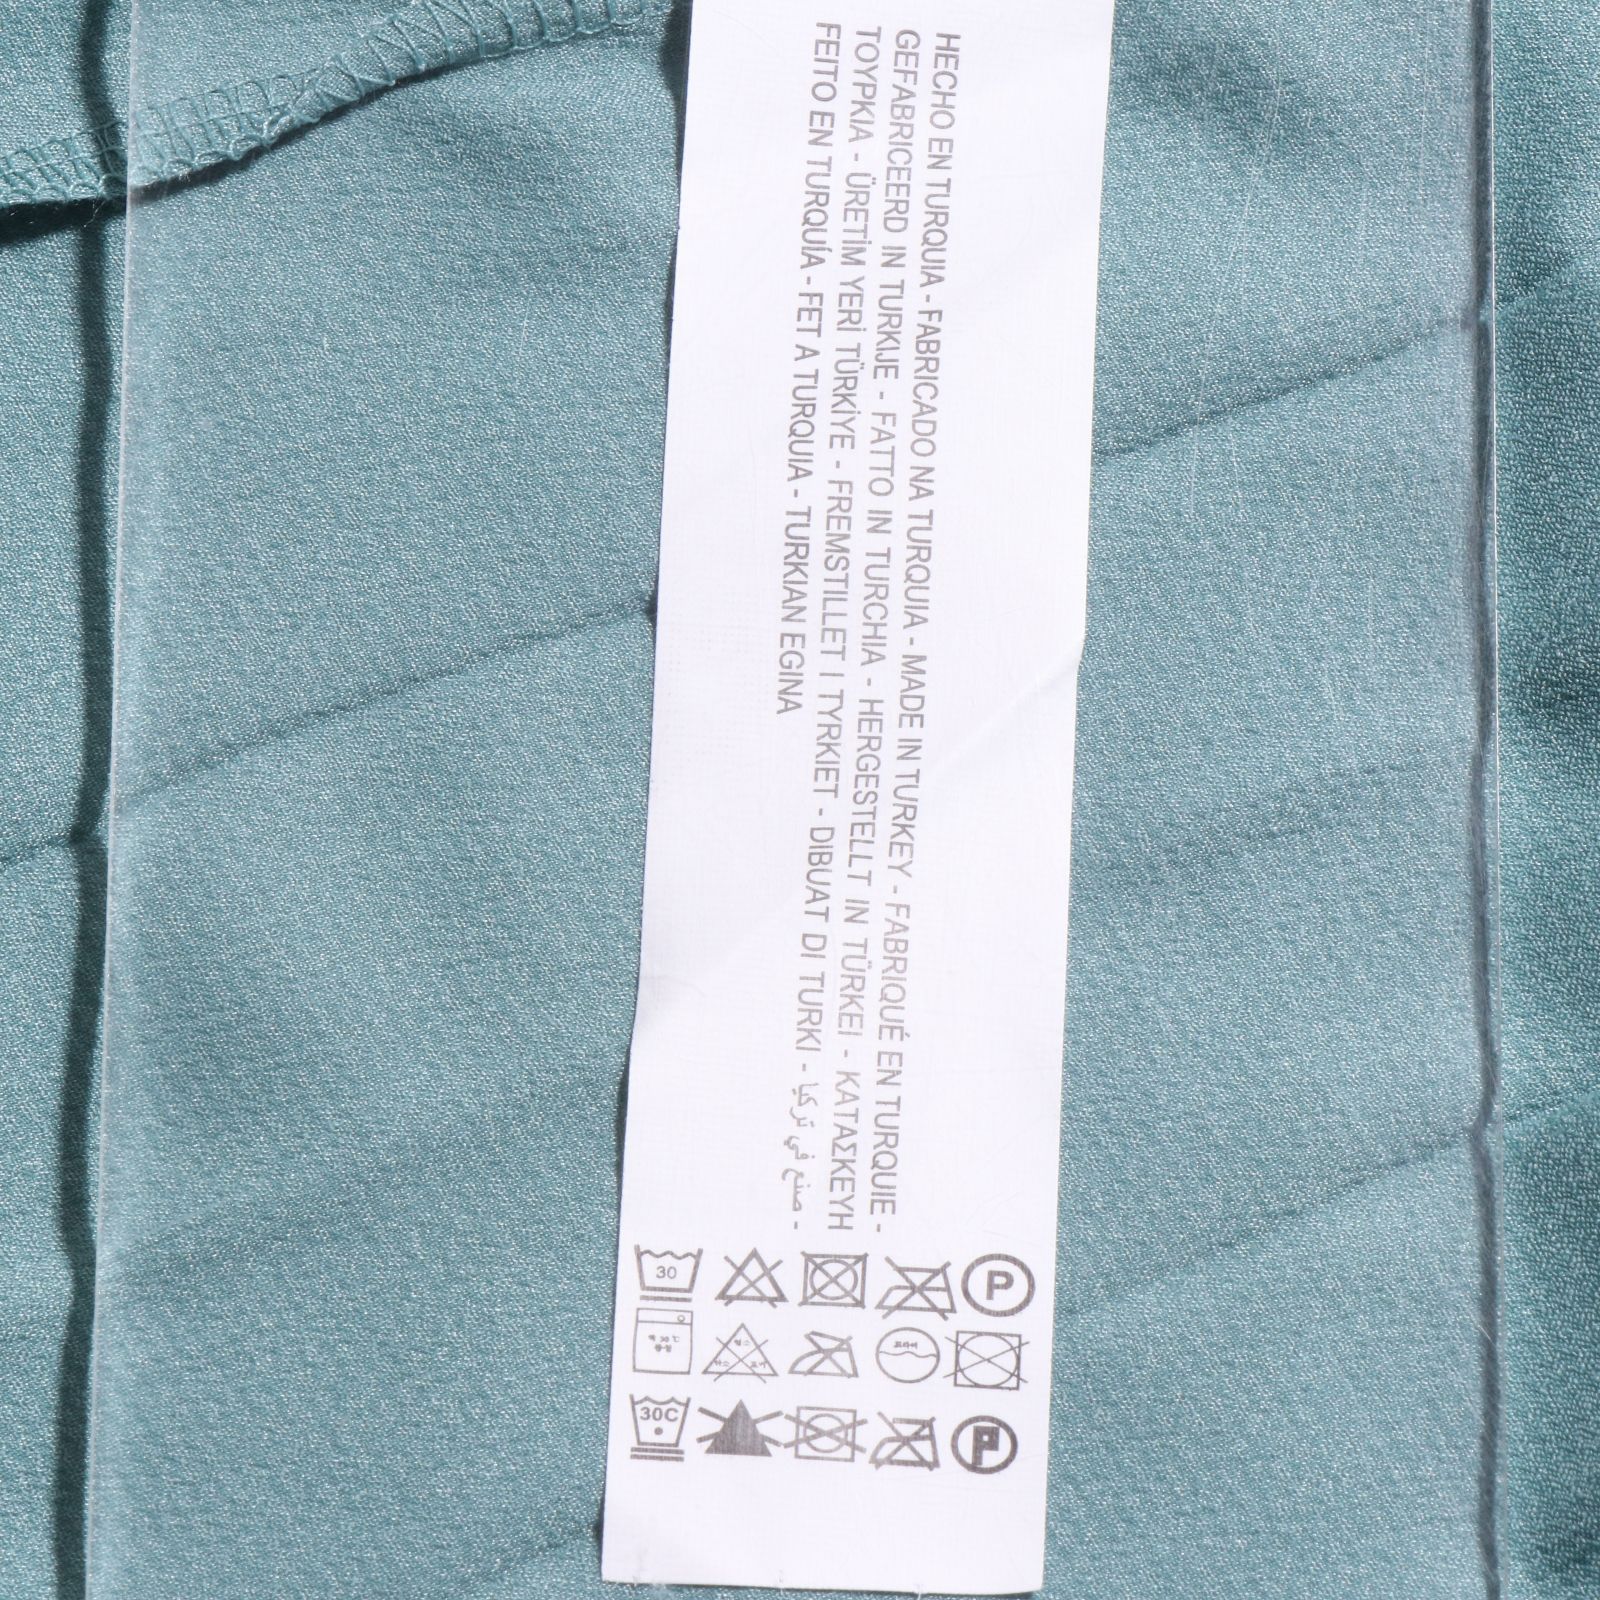 HECHO EN TURQUIA - FABRICADO NA TURQUIA - MADE IN TURKEY - FABRIQUÉ EN TURQUIE -
GEFABRICEERD IN TURKIJE - FATTO IN TURCHIA - HERGESTELLT IN TÜRKEI - ΚΑΤΑΣΚΕΥΗ
ΤΟΥΡΚΙΑ - ÜRETİM YERİ TÜRKİYE - FREMSTILLET I TYRKIET - DIBUAT DI TURKI - صنع في تركيا -
FEITO EN TURQUÍA - FET A TURQUIA - TURKIAN EGINA
30
P
30C
P